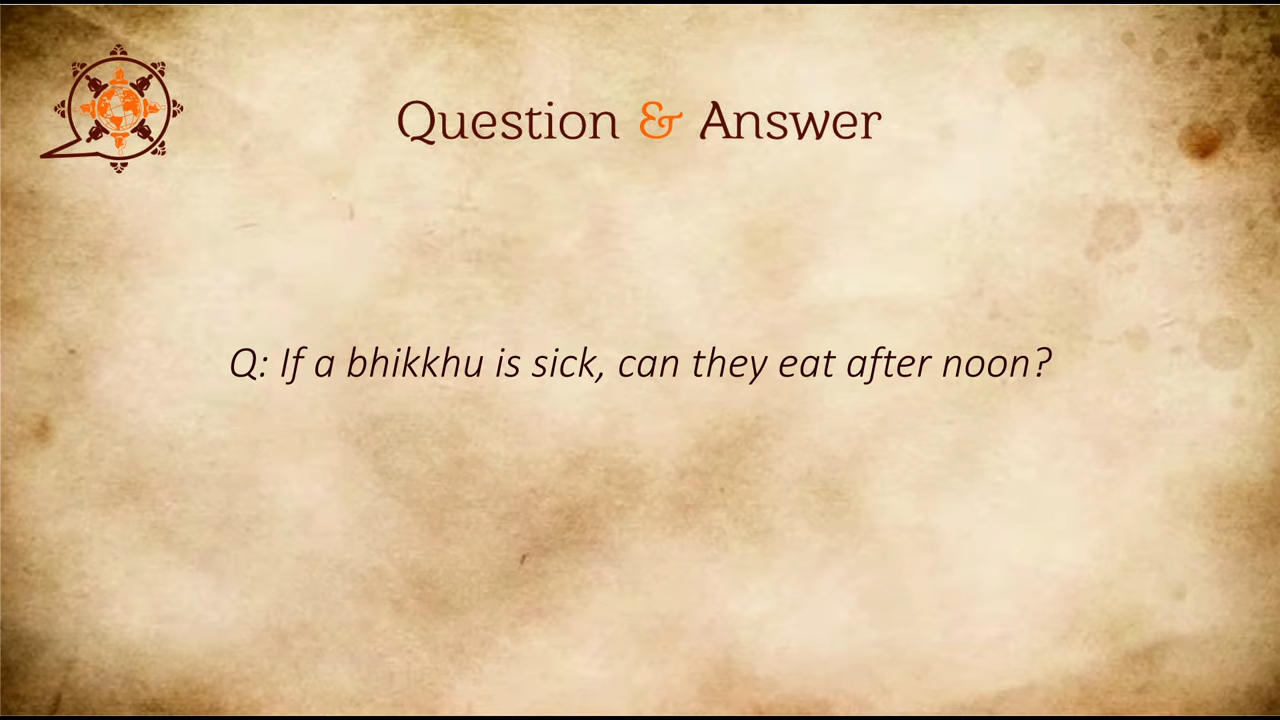 Question & Answer
Q: If a bhikkhu is sick, can they eat after noon?